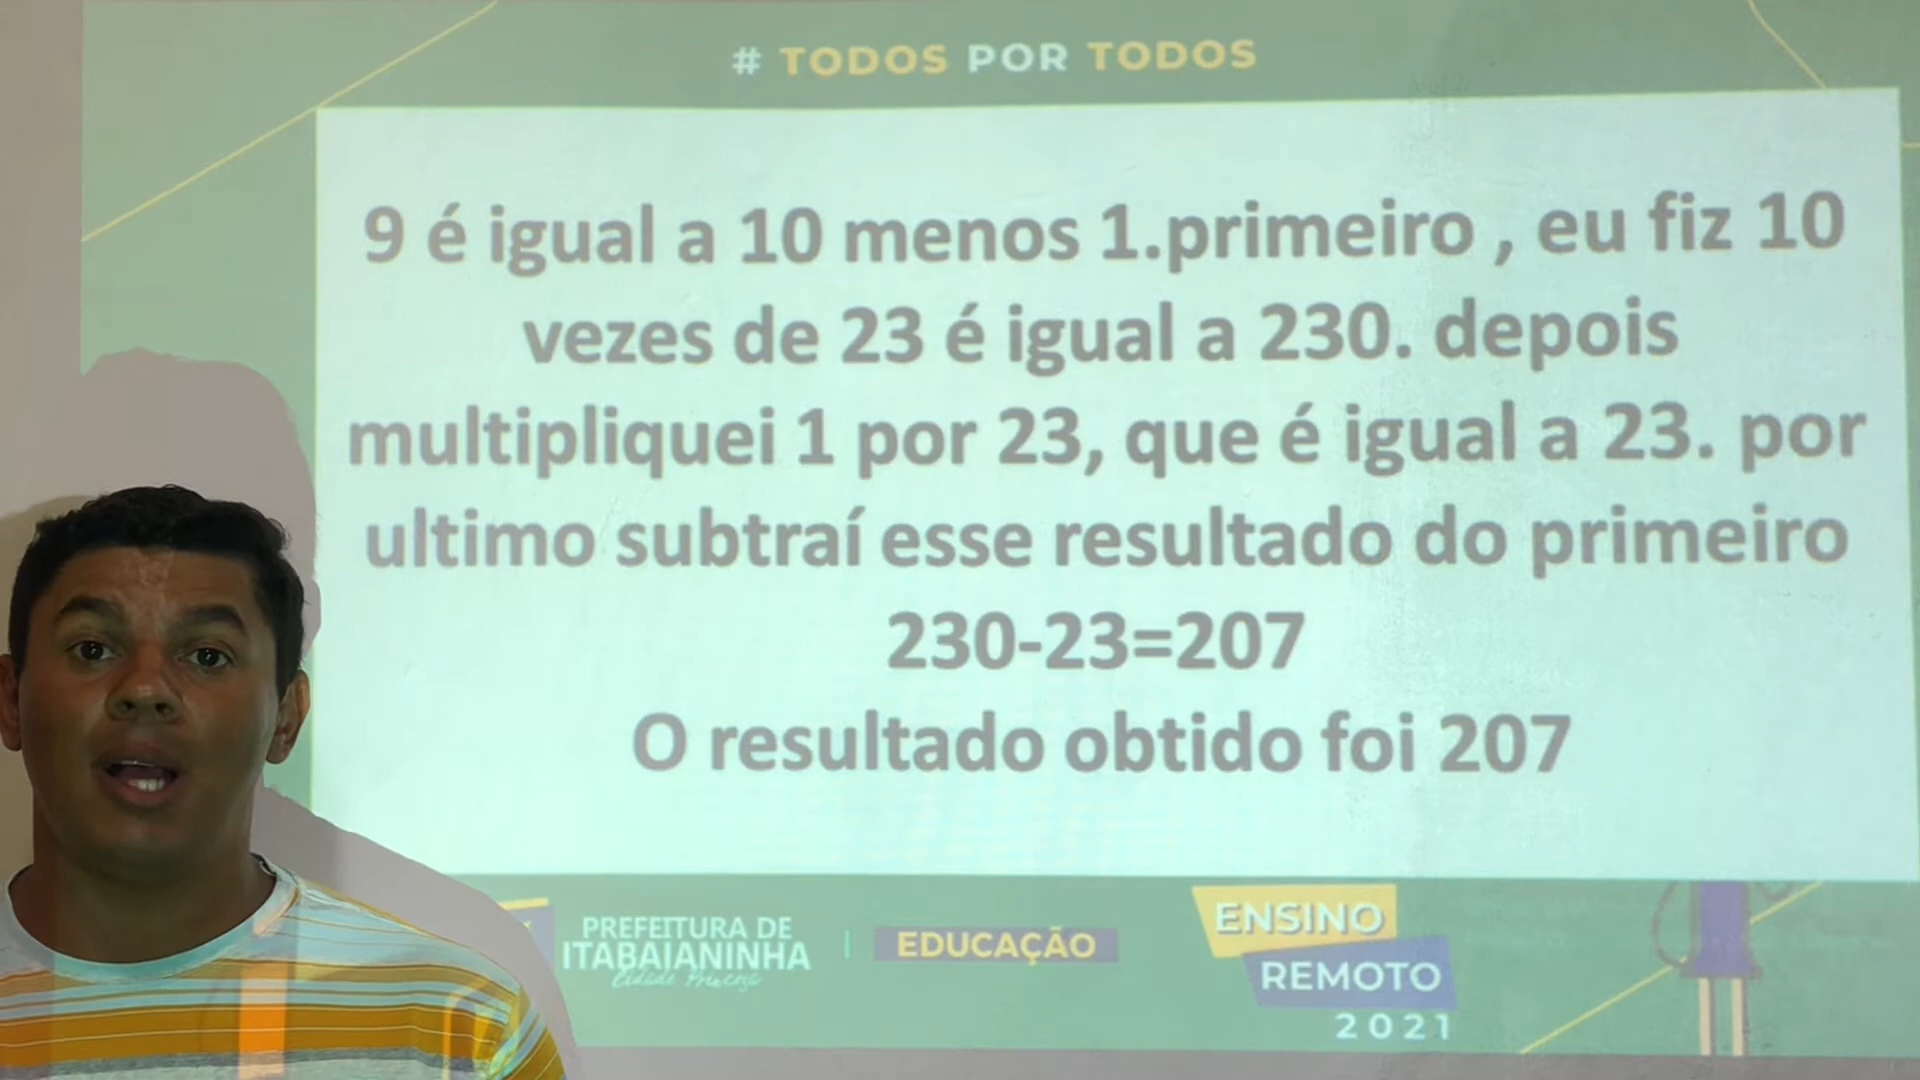 # TODOS POR TODOS
9 é igual a 10 menos 1.primeiro , eu fiz 10
vezes de 23 é igual a 230. depois
multipliquei 1 por 23, que é igual a 23. por
ultimo subtraí esse resultado do primeiro
230-23=207
O resultado obtido foi 207
PREFEITURA DE
ITABAIANINHA
Cidade Princesa
EDUCAÇÃO
ENSINO
REMOTO
2021